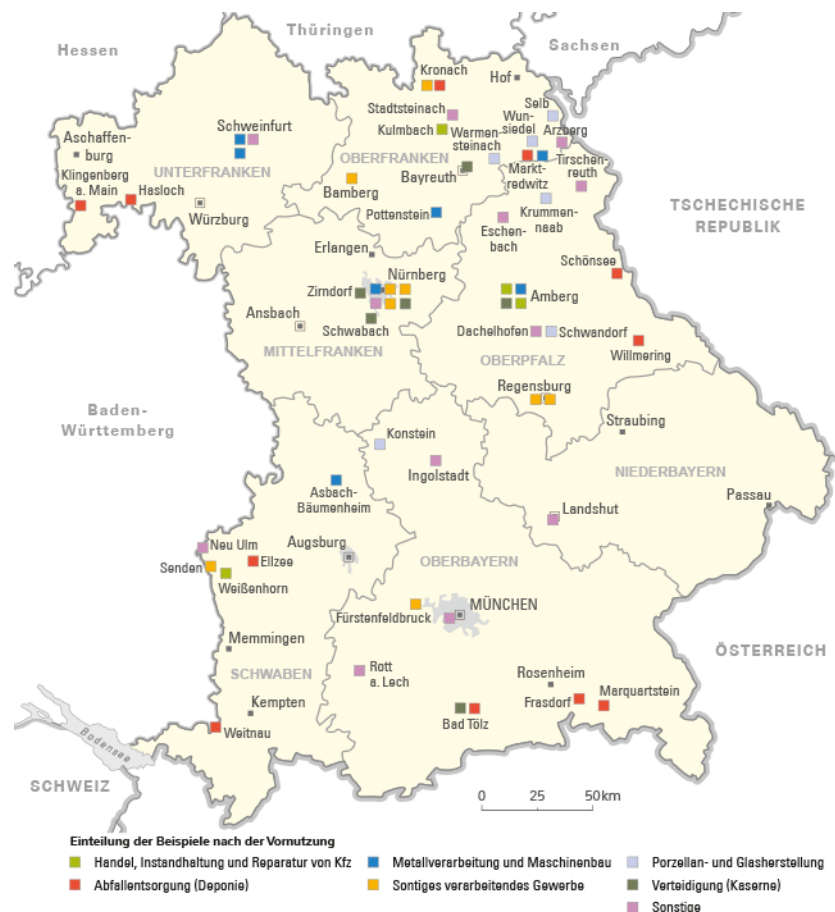 Thüringen
Hessen
Sachsen
Kronach
Hof
Stadtsteinach
Selb
Wun-
siedel
Kulmbach
Warmen-
steinach
Arzberg
Schweinfurt
Aschaffen-
burg
UNTERFRANKEN
OBERFRANKEN
Tirschen-
reuth
Markt-
redwitz
Klingenberg
a. Main
Hasloch
Bayreuth
Bamberg
Würzburg
Krummen-
naab
TSCHECHISCHE
REPUBLIK
Pottenstein
Eschen-
bach
Erlangen
Schönsee
Nürnberg
Zirndorf
Amberg
Ansbach
Schwabach
Dachelhofen
Schwandorf
MITTELFRANKEN
OBERPFALZ
Willmering
Regensburg
Baden-
Württemberg
Straubing
Konstein
NIEDERBAYERN
Ingolstadt
Asbach-
Bäumenheim
Passau
Landshut
Neu Ulm
Augsburg
Senden
Ellzee
OBERBAYERN
Weißenhorn
MÜNCHEN
Fürstenfeldbruck
Memmingen
ÖSTERREICH
SCHWABEN
Rott
a. Lech
Rosenheim
Marquartstein
Frasdorf
Kempten
Bad Tölz
Weitnau
Bodensee
SCHWEIZ
0 25 50km
Einteilung der Beispiele nach der Vornutzung
Handel, Instandhaltung und Reparatur von Kfz
Metallverarbeitung und Maschinenbau
Porzellan- und Glasherstellung
Abfallentsorgung (Deponie)
Sontiges verarbeitendes Gewerbe
Verteidigung (Kaserne)
Sonstige